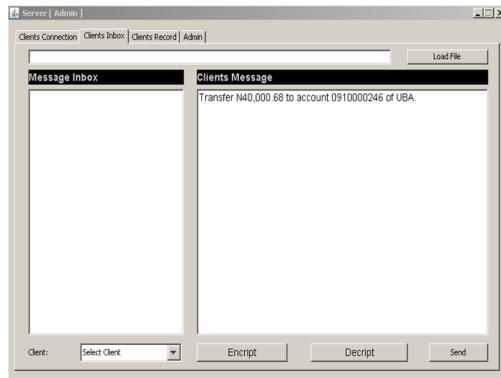 Server [ Admin ]
Clients Connection Clients Inbox Clients Record Admin
Load File
Message Inbox Clients Message
Transfer N40,000.68 to account 0910000246 of UBA.
Client: Select Client Encript Decript Send